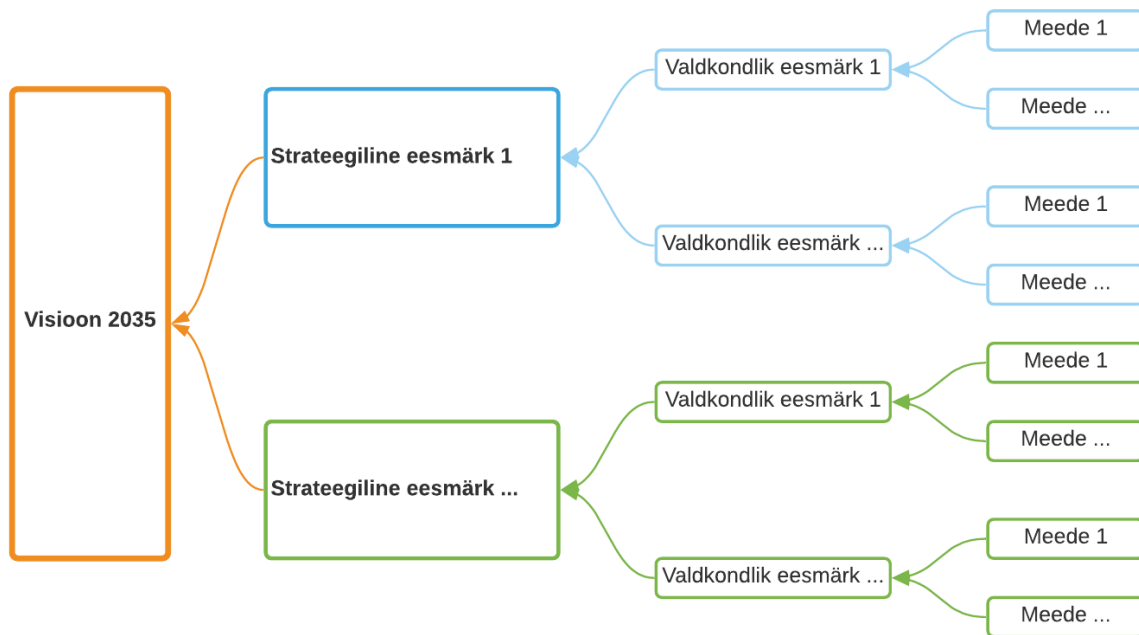 Visioon 2035
Strateegiline eesmärk 1
Valdkondlik eesmärk 1
Meede 1
Meede ...
Valdkondlik eesmärk ...
Meede 1
Meede ...
Strateegiline eesmärk ...
Valdkondlik eesmärk 1
Meede 1
Meede ...
Valdkondlik eesmärk ...
Meede 1
Meede ...